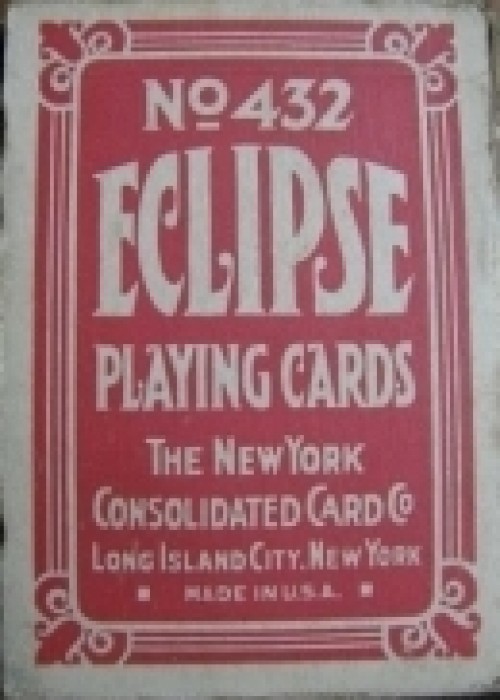 No 432
ECLIPSE
PLAYING CARDS
THE NEW YORK
CONSOLIDATED CARD CO
LONG ISLAND CITY. NEW YORK
▪ MADE IN U.S.A. ▪